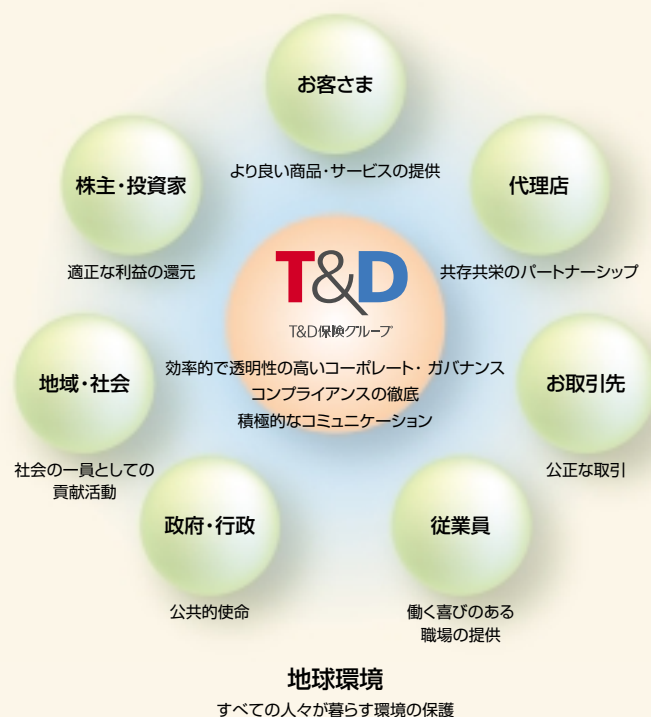 お客さま
より良い商品・サービスの提供
株主・投資家
適正な利益の還元
代理店
共存共栄のパートナーシップ
T&D
T&D保険グループ
効率的で透明性の高いコーポレート・ガバナンス
コンプライアンスの徹底
積極的なコミュニケーション
地域・社会
社会の一員としての
貢献活動
お取引先
公正な取引
政府・行政
公共的使命
従業員
働く喜びのある
職場の提供
地球環境
すべての人々が暮らす環境の保護